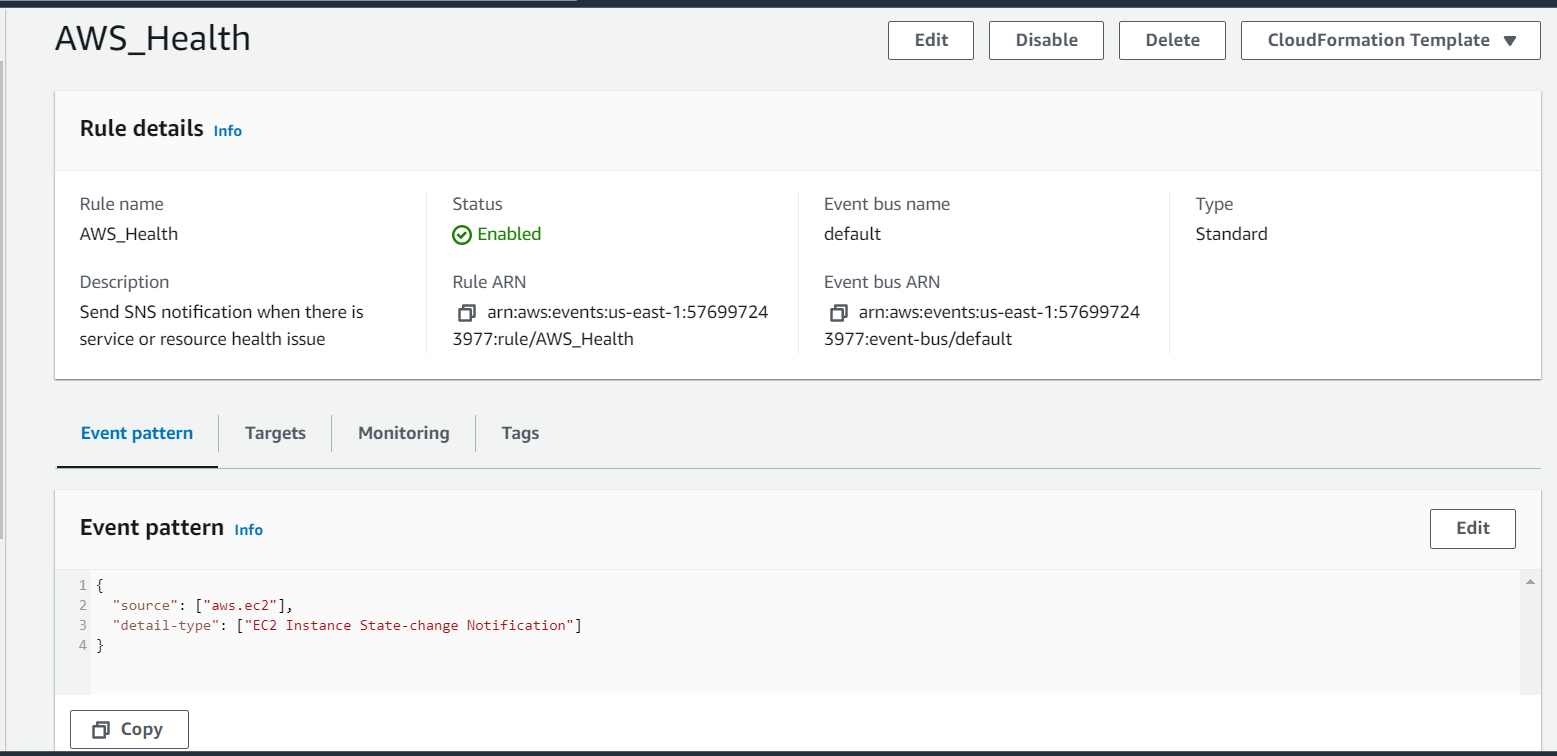 AWS_Health
Edit
Disable
Delete
CloudFormation Template
Rule details Info
Rule name
AWS_Health
Description
Send SNS notification when there is
service or resource health issue
Status
Enabled
Rule ARN
arn:aws:events:us-east-1:57699724
3977:rule/AWS_Health
Event bus name
default
Event bus ARN
arn:aws:events:us-east-1:57699724
3977:event-bus/default
Type
Standard
Event pattern
Targets
Monitoring
Tags
Event pattern Info
Edit
1 {
2 "source": ["aws.ec2"],
3 "detail-type": ["EC2 Instance State-change Notification"]
4 }
Copy